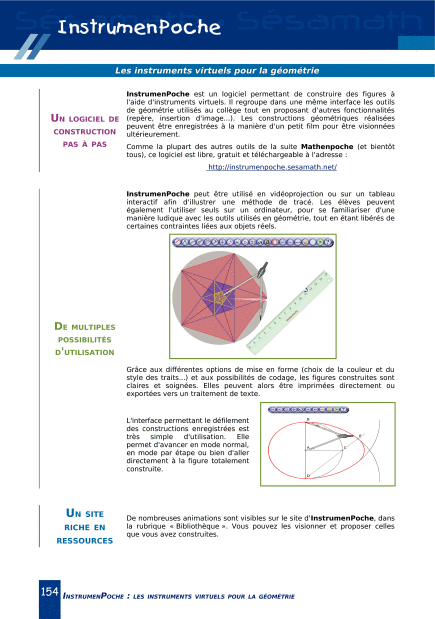 Sésamath Sésamath
InstrumenPoche
Les instruments virtuels pour la géométrie
UN LOGICIEL DE
CONSTRUCTION
PAS À PAS
InstrumenPoche est un logiciel permettant de construire des figures à
l'aide d'instruments virtuels. Il regroupe dans une même interface les outils
de géométrie utilisés au collège tout en proposant d'autres fonctionnalités
(repère, insertion d'image...). Les constructions géométriques réalisées
peuvent être enregistrées à la manière d'un petit film pour être visionnées
ultérieurement.
Comme la plupart des autres outils de la suite Mathenpoche (et bientôt
tous), ce logiciel est libre, gratuit et téléchargeable à l'adresse :
http://instrumenpoche.sesamath.net/
DE MULTIPLES
POSSIBILITÉS
D'UTILISATION
InstrumenPoche peut être utilisé en vidéoprojection ou sur un tableau
interactif afin d'illustrer une méthode de tracé. Les élèves peuvent
également l'utiliser seuls sur un ordinateur, pour se familiariser d'une
manière ludique avec les outils utilisés en géométrie, tout en étant libérés de
certaines contraintes liées aux objets réels.
Grâce aux différentes options de mise en forme (choix de la couleur et du
style des traits...) et aux possibilités de codage, les figures construites sont
claires et soignées. Elles peuvent alors être imprimées directement ou
exportées vers un traitement de texte.
L'interface permettant le défilement
des constructions enregistrées est
très simple d'utilisation. Elle
permet d'avancer en mode normal,
en mode par étape ou bien d'aller
directement à la figure totalement
construite.
UN SITE
RICHE EN
RESSOURCES
De nombreuses animations sont visibles sur le site d'InstrumenPoche, dans
la rubrique « Bibliothèque ». Vous pouvez les visionner et proposer celles
que vous avez construites.
154 INSTRUMENPOCHE : LES INSTRUMENTS VIRTUELS POUR LA GÉOMÉTRIE